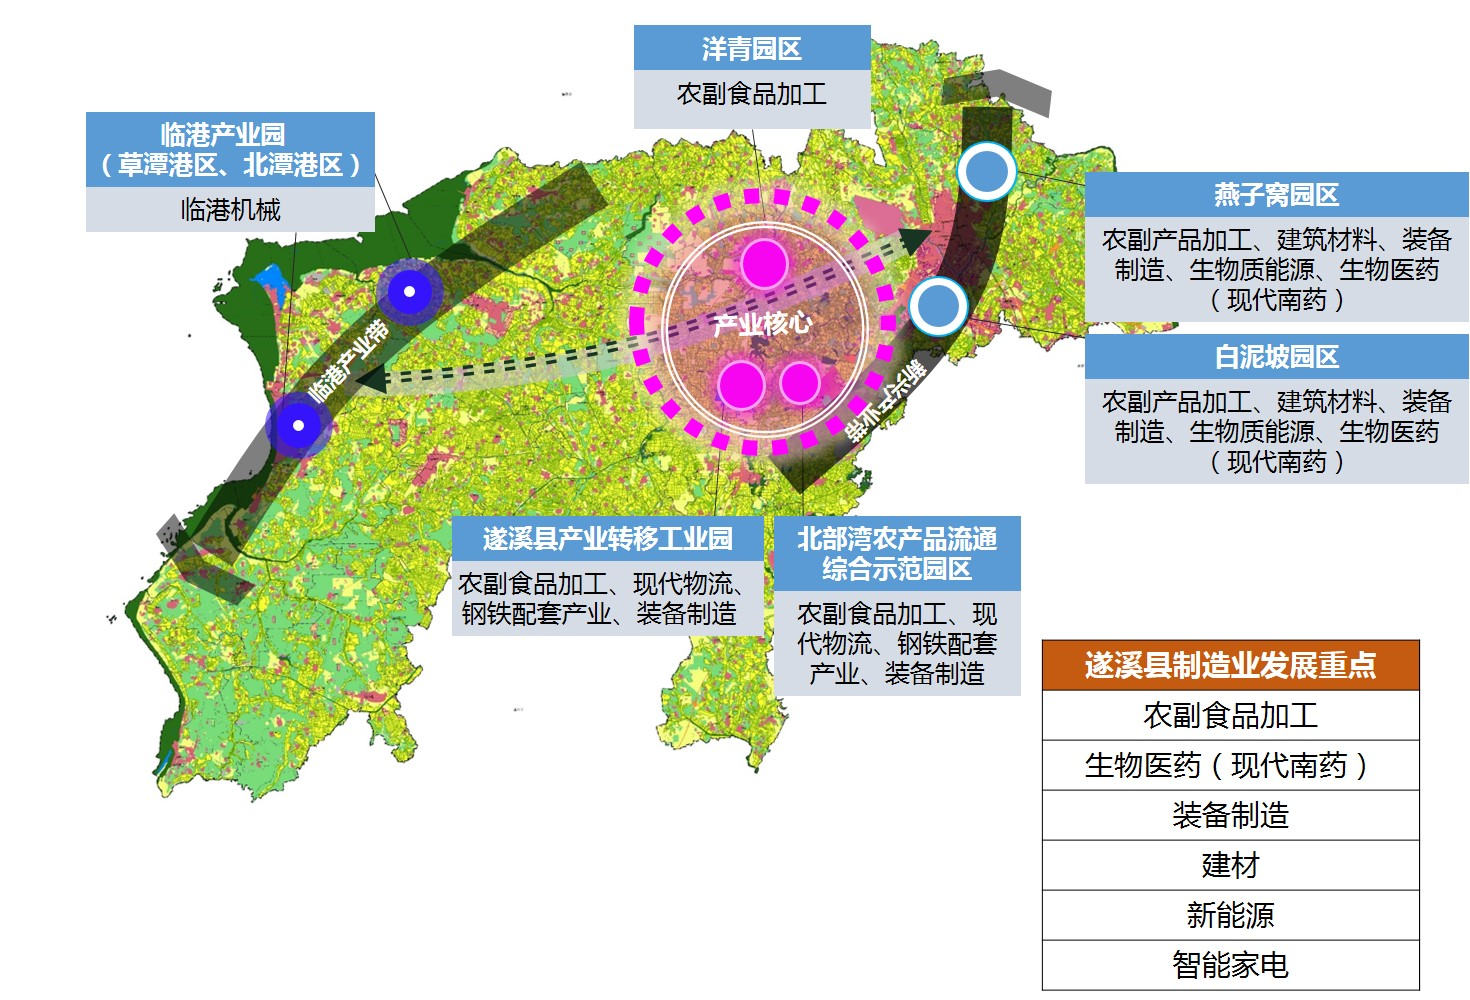 洋青园区
农副食品加工
临港产业园
（草潭港区、北潭港区）
临港机械
燕子窝园区
农副产品加工、建筑材料、装备
制造、生物质能源、生物医药
（现代南药）
产业核心
临港产业带
新兴产业带
白泥坡园区
农副产品加工、建筑材料、装备
制造、生物质能源、生物医药
（现代南药）
遂溪县产业转移工业园
农副食品加工、现代物流、
钢铁配套产业、装备制造
北部湾农产品流通
综合示范园区
农副食品加工、现
代物流、钢铁配套
产业、装备制造
遂溪县制造业发展重点
农副食品加工
生物医药（现代南药）
装备制造
建材
新能源
智能家电